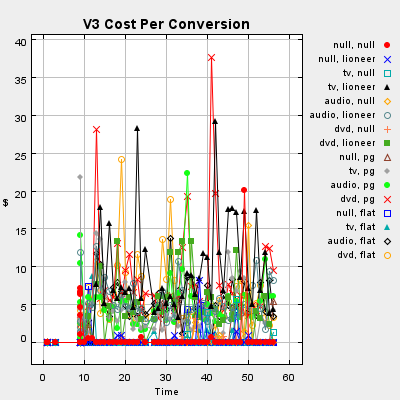 V3 Cost Per Conversion
40
35
30
25
20
15
10
5
0
$
0
10
20
30
40
50
60
Time
null, null
null, lioneer
tv, null
tv, lioneer
audio, null
audio, lioneer
dvd, null
dvd, lioneer
null, pg
tv, pg
audio, pg
dvd, pg
null, flat
tv, flat
audio, flat
dvd, flat